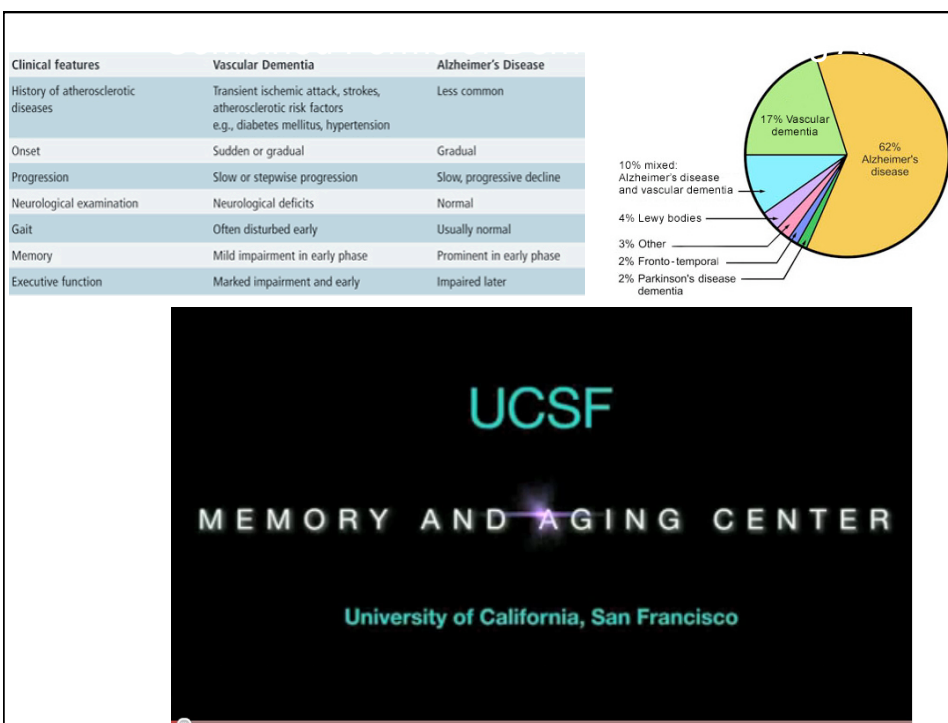 Clinical features Vascular Dementia Alzheimer's Disease
History of atherosclerotic diseases Transient ischemic attack, strokes, atherosclerotic risk factors e.g., diabetes mellitus, hypertension Less common
Onset Sudden or gradual Gradual
Progression Slow or stepwise progression Slow, progressive decline
Neurological examination Neurological deficits Normal
Gait Often disturbed early Usually normal
Memory Mild impairment in early phase Prominent in early phase
Executive function Marked impairment and early Impaired later
17% Vascular
dementia
62%
Alzheimer's
disease
10% mixed:
Alzheimer's disease
and vascular dementia
4% Lewy bodies
3% Other
2% Fronto-temporal
2% Parkinson's disease
dementia
UCSF
MEMORY AND AGING CENTER
University of California, San Francisco